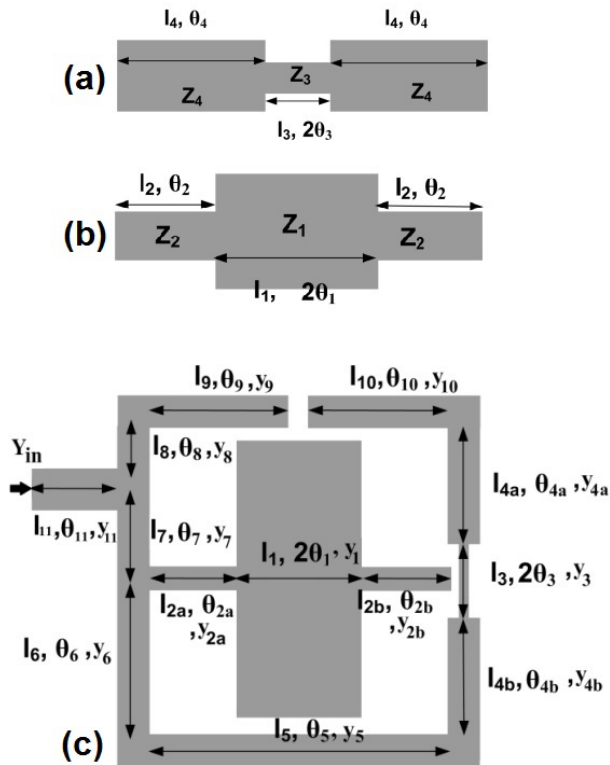 l4, θ4 l4, θ4
(a) Z4 Z3 Z4
l3, 2θ3
l2, θ2 l2, θ2
(b) Z2 Z1 Z2
l1, 2θ1
l9,θ9,y9 l10,θ10,y10
Yin
l8,θ8,y8
l4a, θ4a, y4a
l11,θ11,y11
l7,θ7,y7
l1, 2θ1, y1
l3, 2θ3, y3
l2a, θ2a ,y2a
l2b, θ2b ,y2b
l6, θ6 ,y6
l4b, θ4b, y4b
(c) l5, θ5, y5